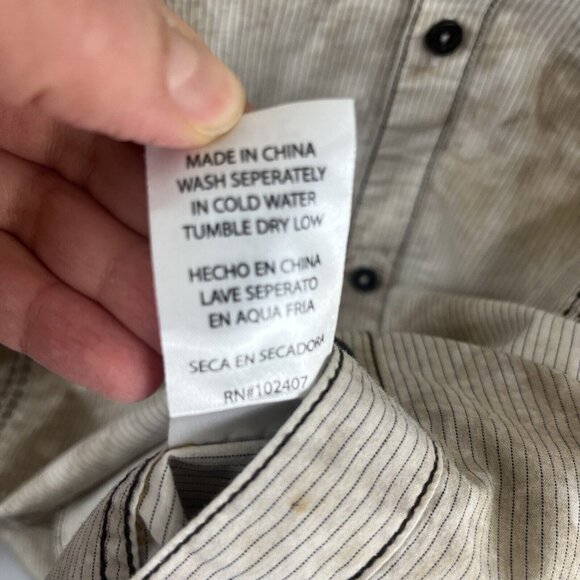 MADE IN CHINA
WASH SEPERATELY
IN COLD WATER
TUMBLE DRY LOW
HECHO EN CHINA
LAVE SEPERATO
EN AQUA FRIA
SECA EN SECADORA
RN#102407